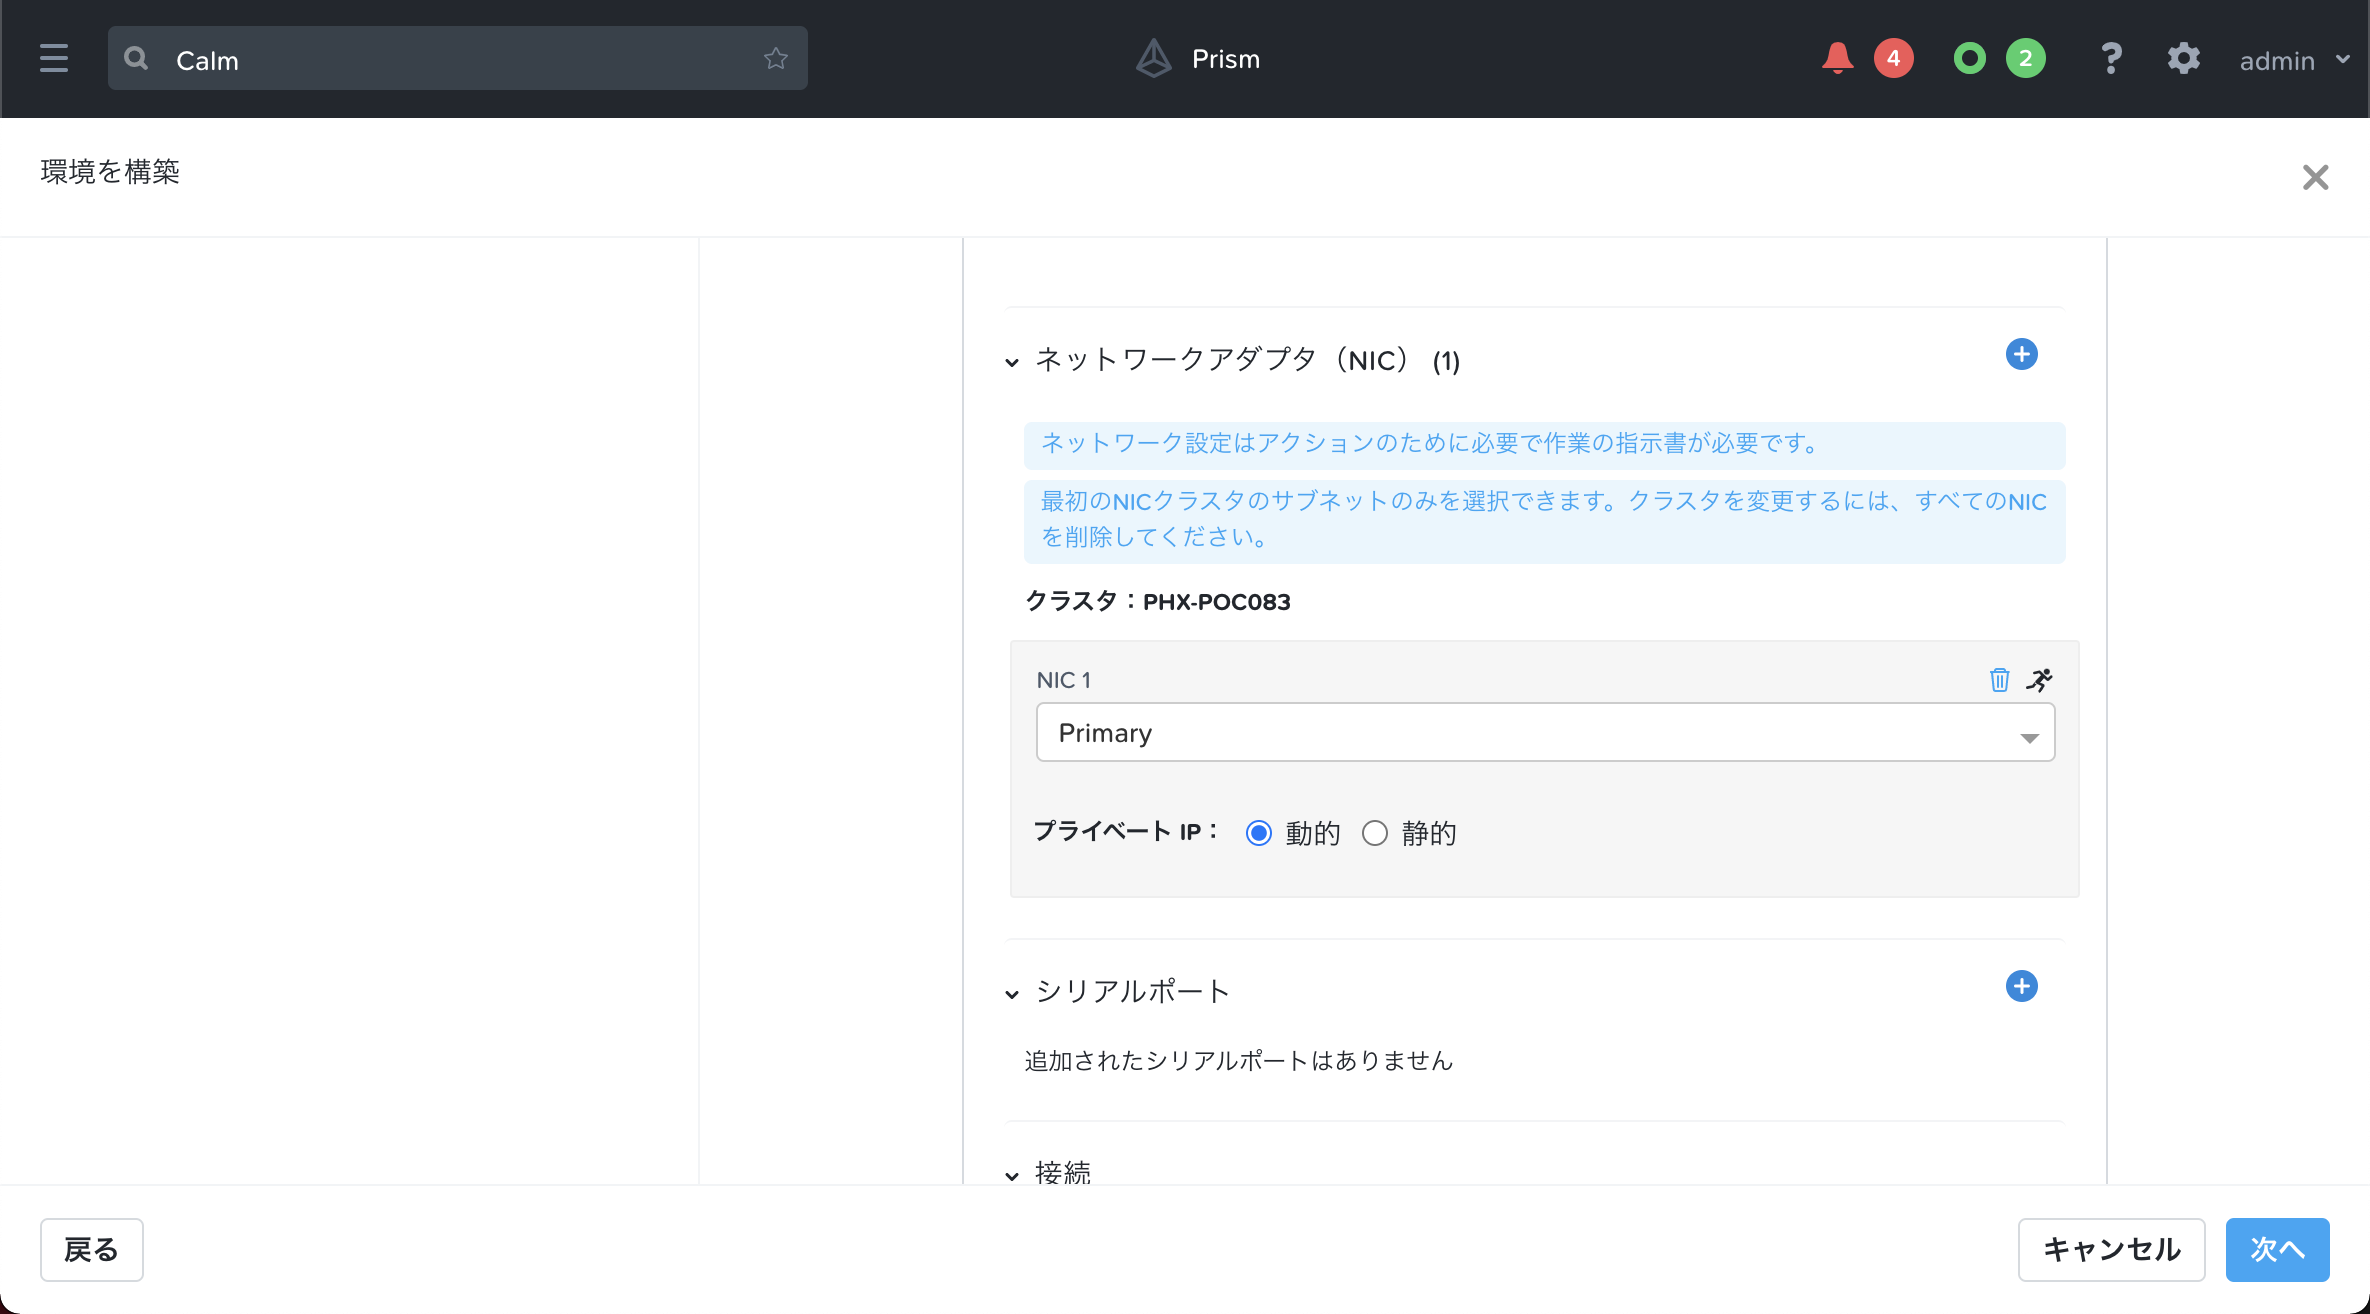 Calm
Prism
4
2
?
admin
環境を構築
ネットワークアダプタ（NIC） (1)
ネットワーク設定はアクションのために必要で作業の指示書が必要です。
最初のNICクラスタのサブネットのみを選択できます。クラスタを変更するには、すべてのNIC
を削除してください。
クラスタ：PHX-POC083
NIC 1
Primary
プライベート IP： 動的 静的
シリアルポート
追加されたシリアルポートはありません
接続
戻る
キャンセル
次へ